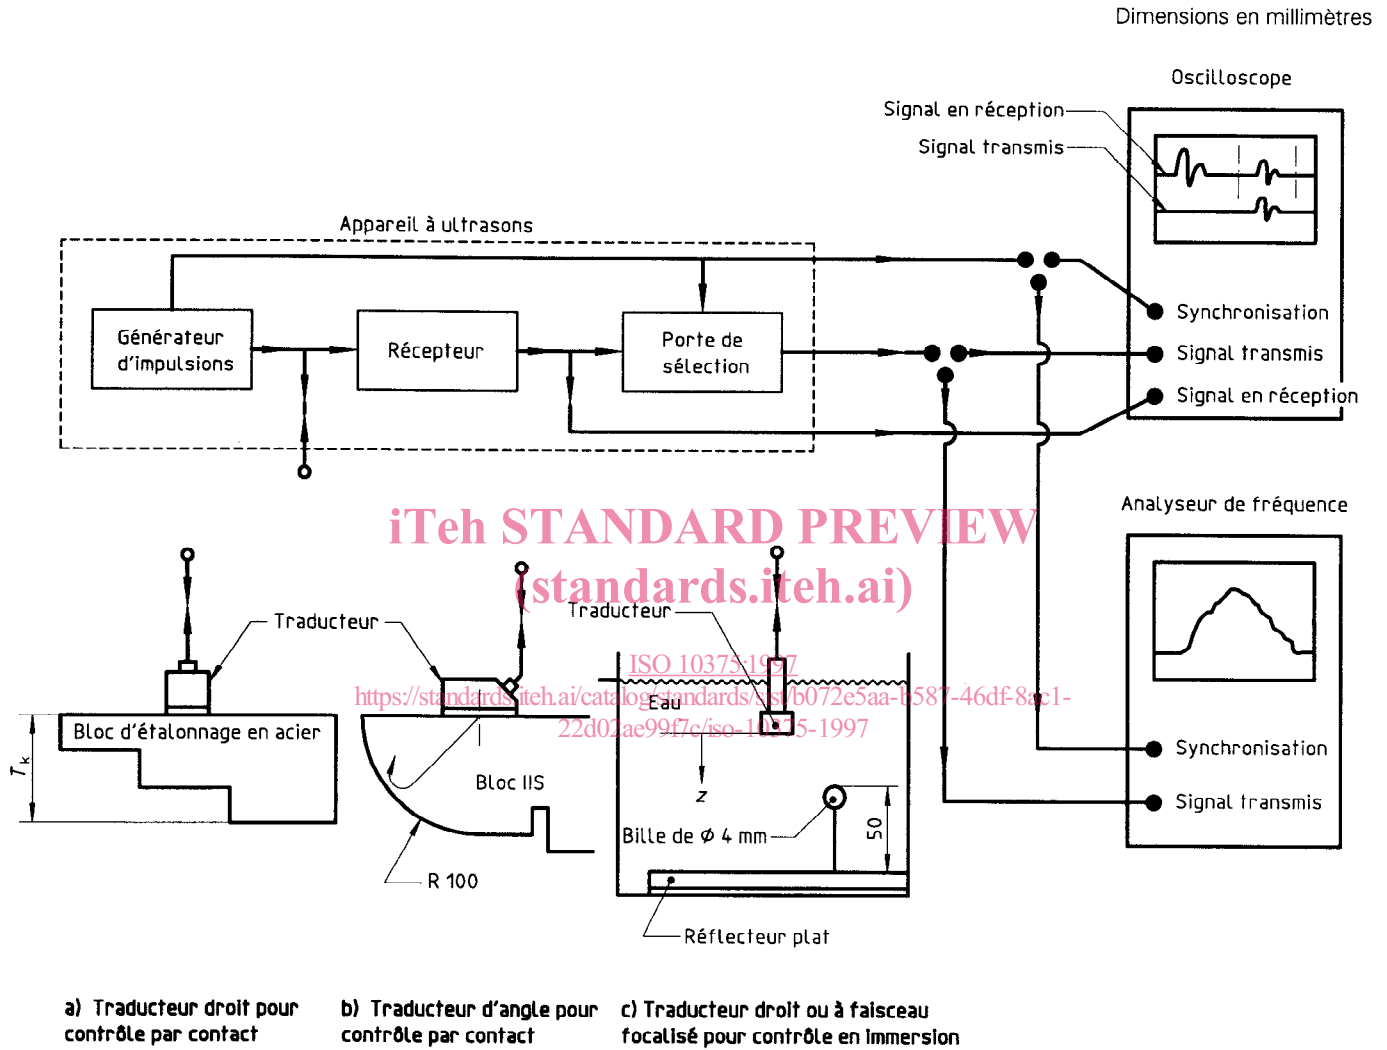 Dimensions en millimètres
Oscilloscope
Signal en réception
Signal transmis
Appareil à ultrasons
Générateur
d'impulsions
Récepteur
Porte de
sélection
Synchronisation
Signal transmis
Signal en réception
iTeh STANDARD PREVIEW
(standards.iteh.ai)
Analyseur de fréquence
Traducteur
Traducteur
ISO 10375:1997
https://standards.iteh.ai/catalog/standards/sist/b072e5aa-b587-46df-8ac1-
22d02ae99f7c/iso-10375-1997
Eau
Bloc d'étalonnage en acier
Tk
Bloc IIS
z
Synchronisation
Signal transmis
Bille de Ø 4 mm
50
R 100
Réflecteur plat
a) Traducteur droit pour
contrôle par contact
b) Traducteur d'angle pour
contrôle par contact
c) Traducteur droit ou à faisceau
focalisé pour contrôle en immersion